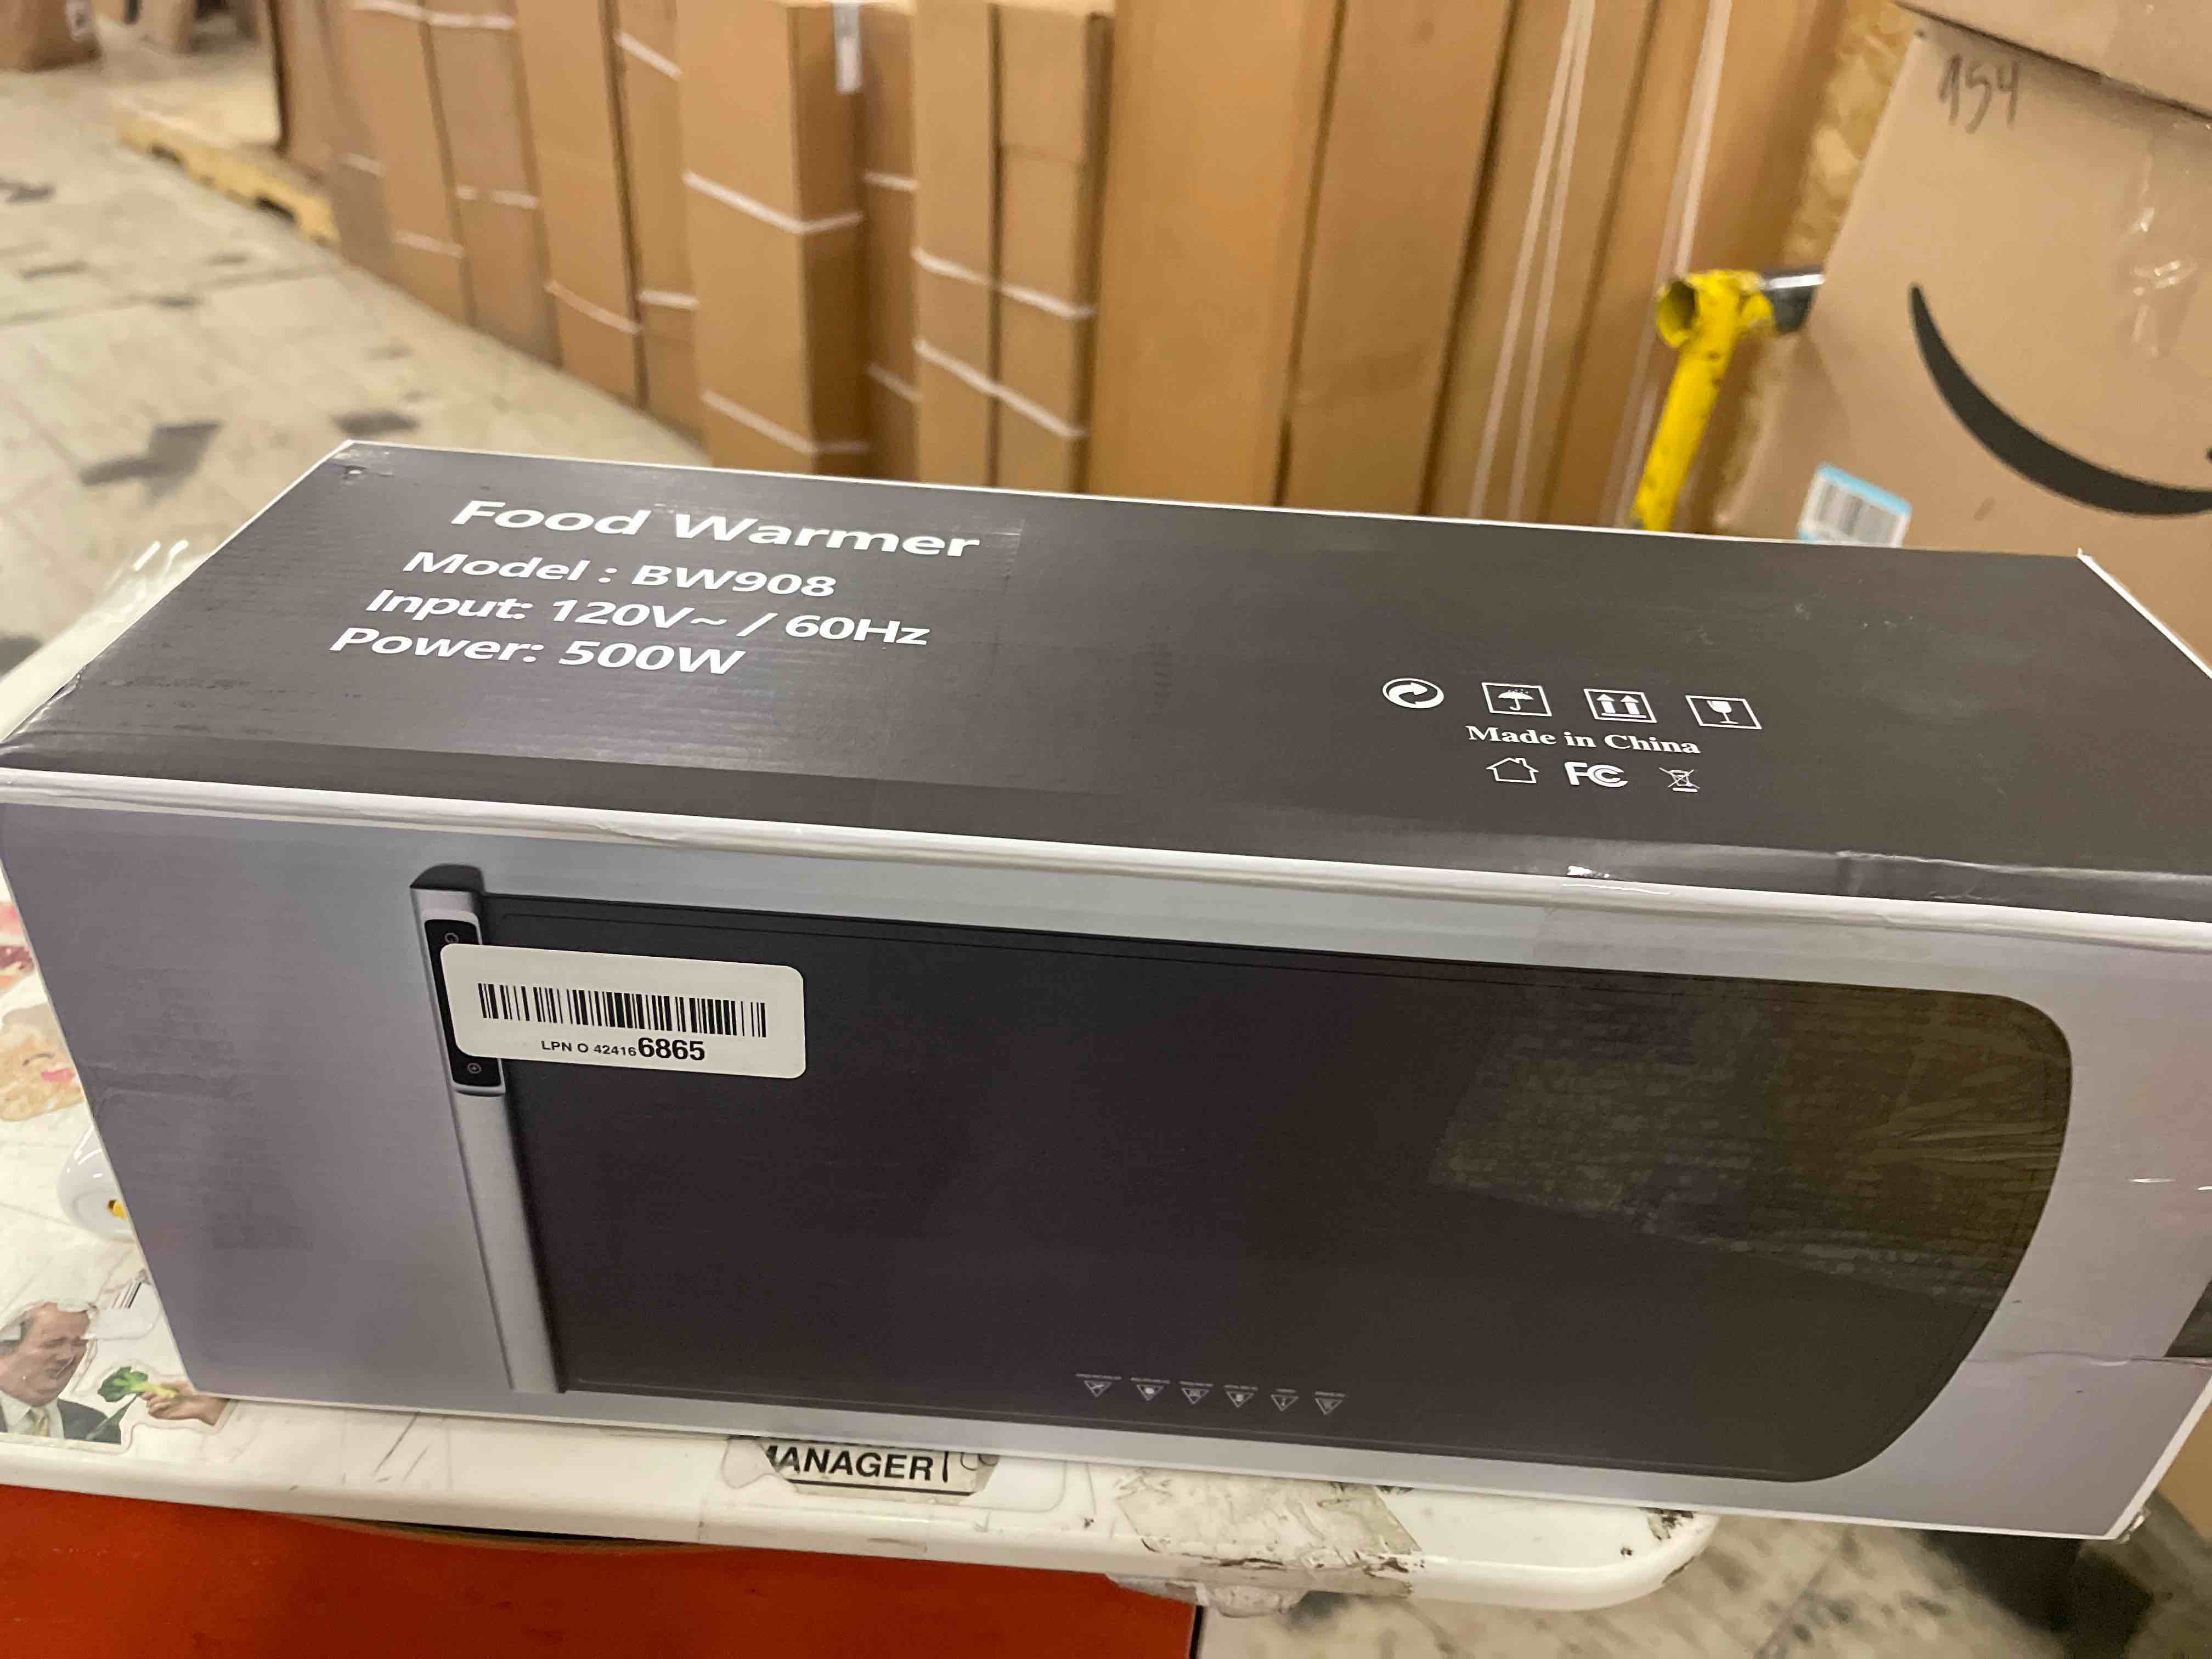 154
Food Warmer
Model : BW908
Input: 120V~ / 60Hz
Power: 500W
Made in China
FC
LPN O 424166865
MANAGER